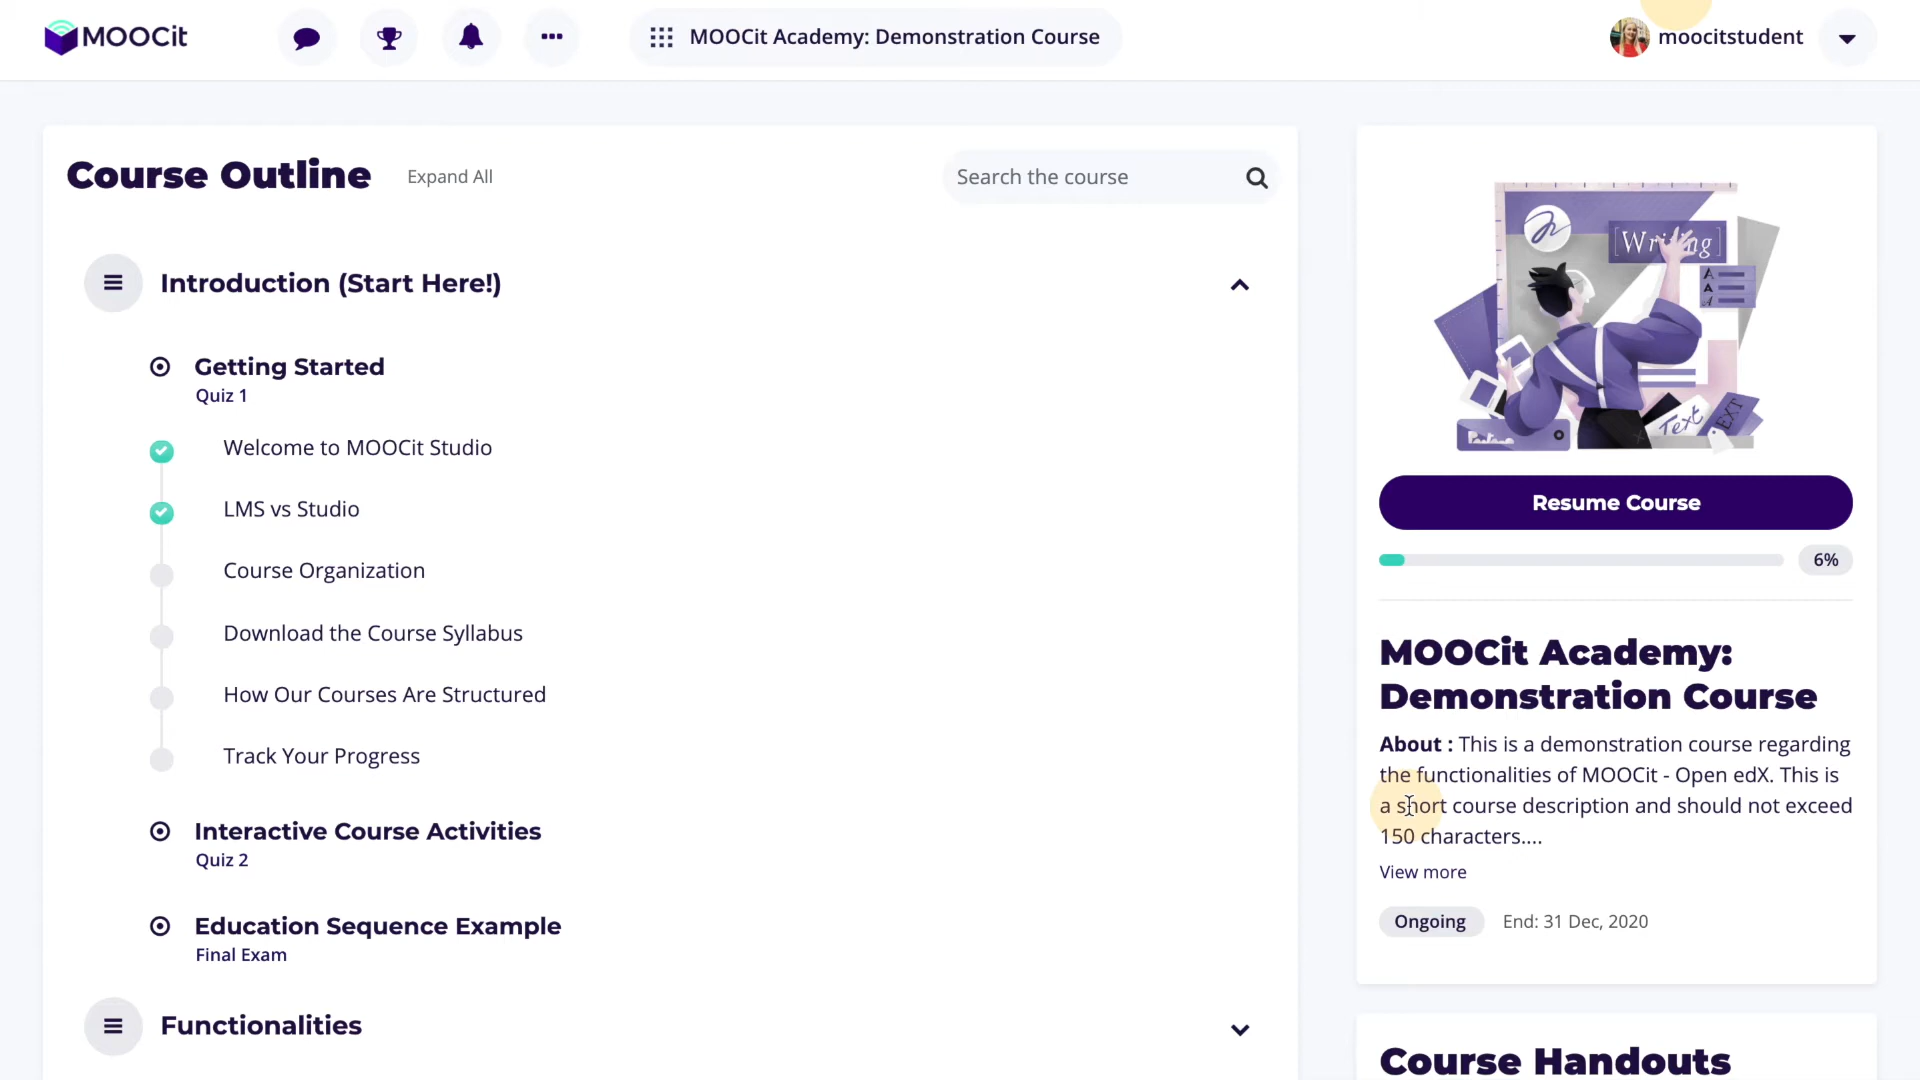 MOOCit
MOOCit Academy: Demonstration Course
moocitstudent
Course Outline
Expand All
Search the course
Introduction (Start Here!)
Getting Started
Quiz 1
Welcome to MOOCit Studio
LMS vs Studio
Course Organization
Download the Course Syllabus
How Our Courses Are Structured
Track Your Progress
Interactive Course Activities
Quiz 2
Education Sequence Example
Final Exam
Functionalities
Writing
A
A
A
Text
TEXT
Resume Course
6%
MOOCit Academy:
Demonstration Course
About : This is a demonstration course regarding
the functionalities of MOOCit - Open edX. This is
a short course description and should not exceed
150 characters....
View more
Ongoing
End: 31 Dec, 2020
Course Handouts